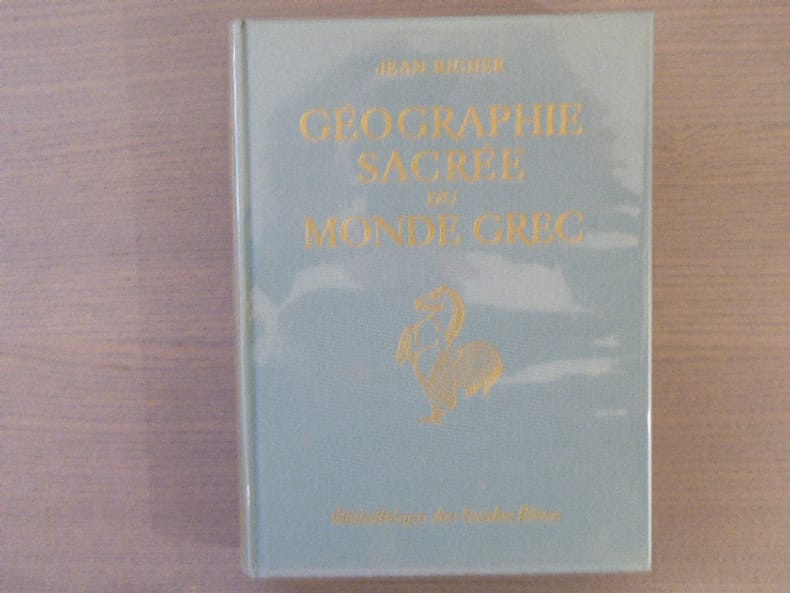 JEAN RICHER
GÉOGRAPHIE
SACRÉE
DU
MONDE GREC
Bibliothèque des Guides Bleus